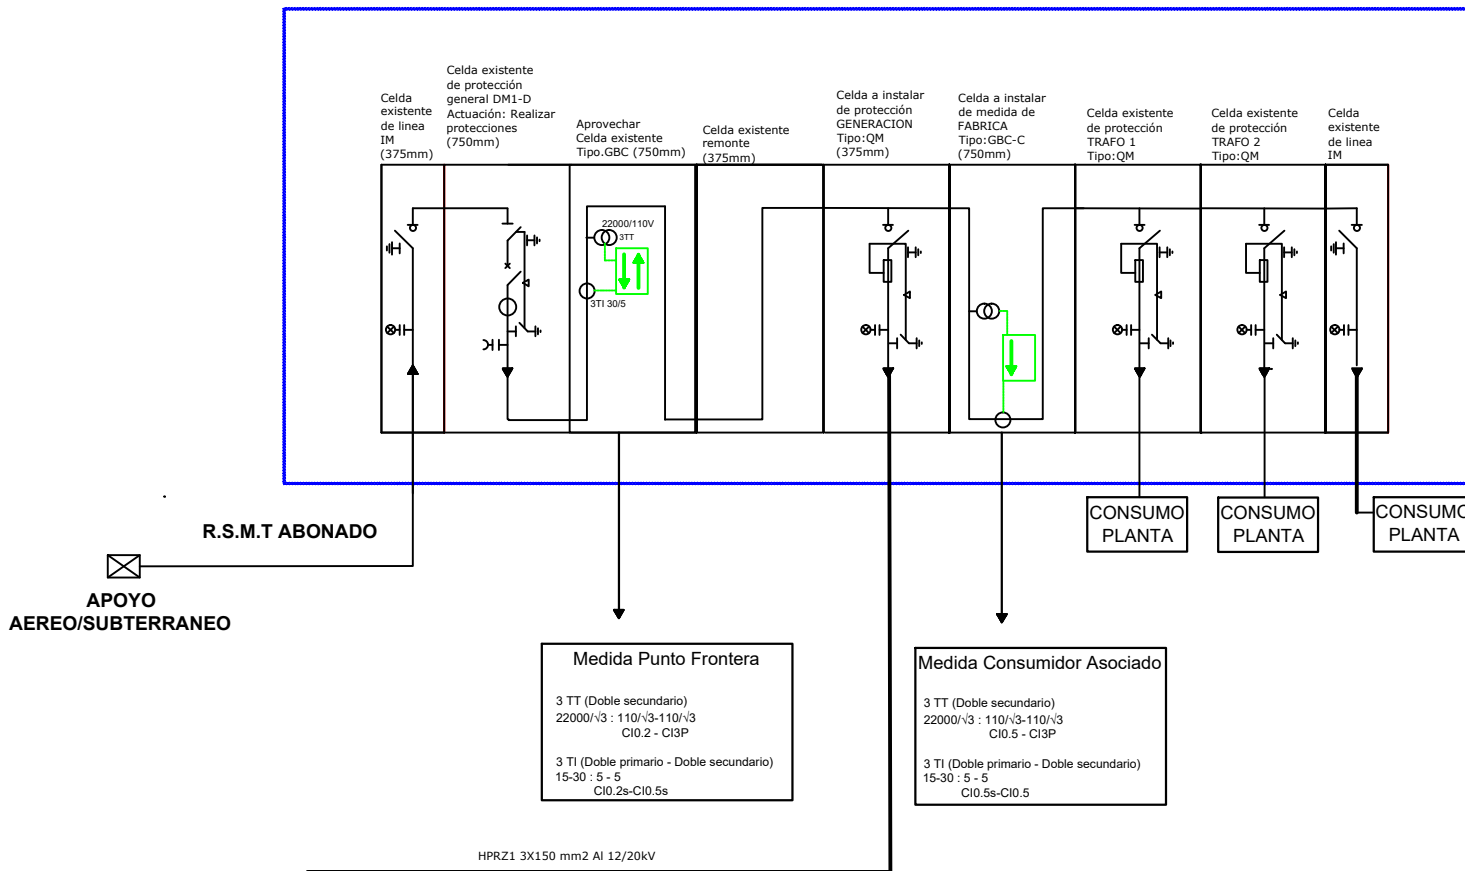 Celda
existente
de linea
IM
(375mm)
Celda existente
de protección
general DM1-D
Actuación: Realizar
protecciones
(750mm)
Aprovechar
Celda existente
Tipo.GBC (750mm)
Celda existente
remonte
(375mm)
Celda a instalar
de protección
GENERACION
Tipo:QM
(375mm)
Celda a instalar
de medida de
FABRICA
Tipo:GBC-C
(750mm)
Celda existente
de protección
TRAFO 1
Tipo:QM
Celda existente
de protección
TRAFO 2
Tipo:QM
Celda
existente
de linea
IM
22000/110V
3TT
3TI 30/5
R.S.M.T ABONADO
APOYO
AEREO/SUBTERRANEO
CONSUMO
PLANTA
CONSUMO
PLANTA
CONSUMO
PLANTA
Medida Punto Frontera
3 TT (Doble secundario)
22000/√3 : 110/√3-110/√3
Cl0.2 - Cl3P
3 TI (Doble primario - Doble secundario)
15-30 : 5 - 5
Cl0.2s-Cl0.5s
Medida Consumidor Asociado
3 TT (Doble secundario)
22000/√3 : 110/√3-110/√3
Cl0.5 - Cl3P
3 TI (Doble primario - Doble secundario)
15-30 : 5 - 5
Cl0.5s-Cl0.5
HPRZ1 3X150 mm2 Al 12/20kV